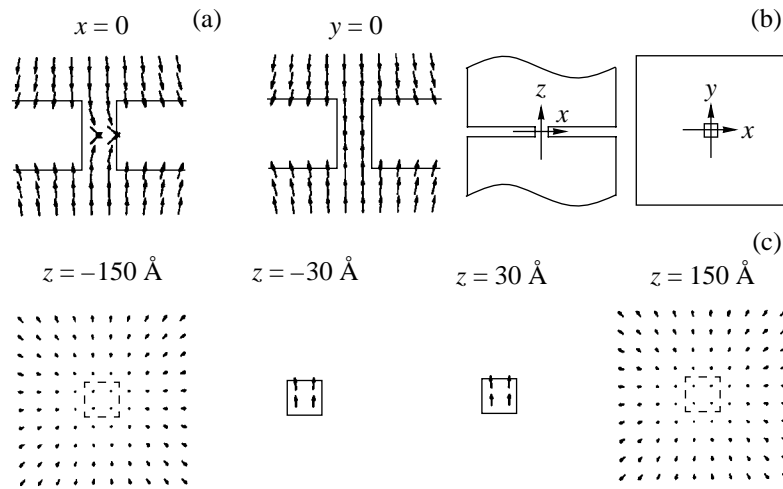 x = 0
(a)
y = 0
(b)
z
x
y
x
(c)
z = –150 Å
z = –30 Å
z = 30 Å
z = 150 Å